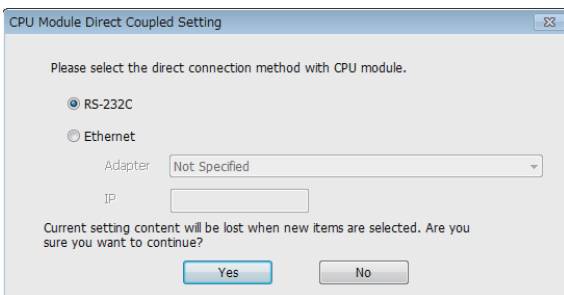 CPU Module Direct Coupled Setting
Please select the direct connection method with CPU module.
RS-232C
Ethernet
Adapter Not Specified
IP
Current setting content will be lost when new items are selected. Are you
sure you want to continue?
Yes No